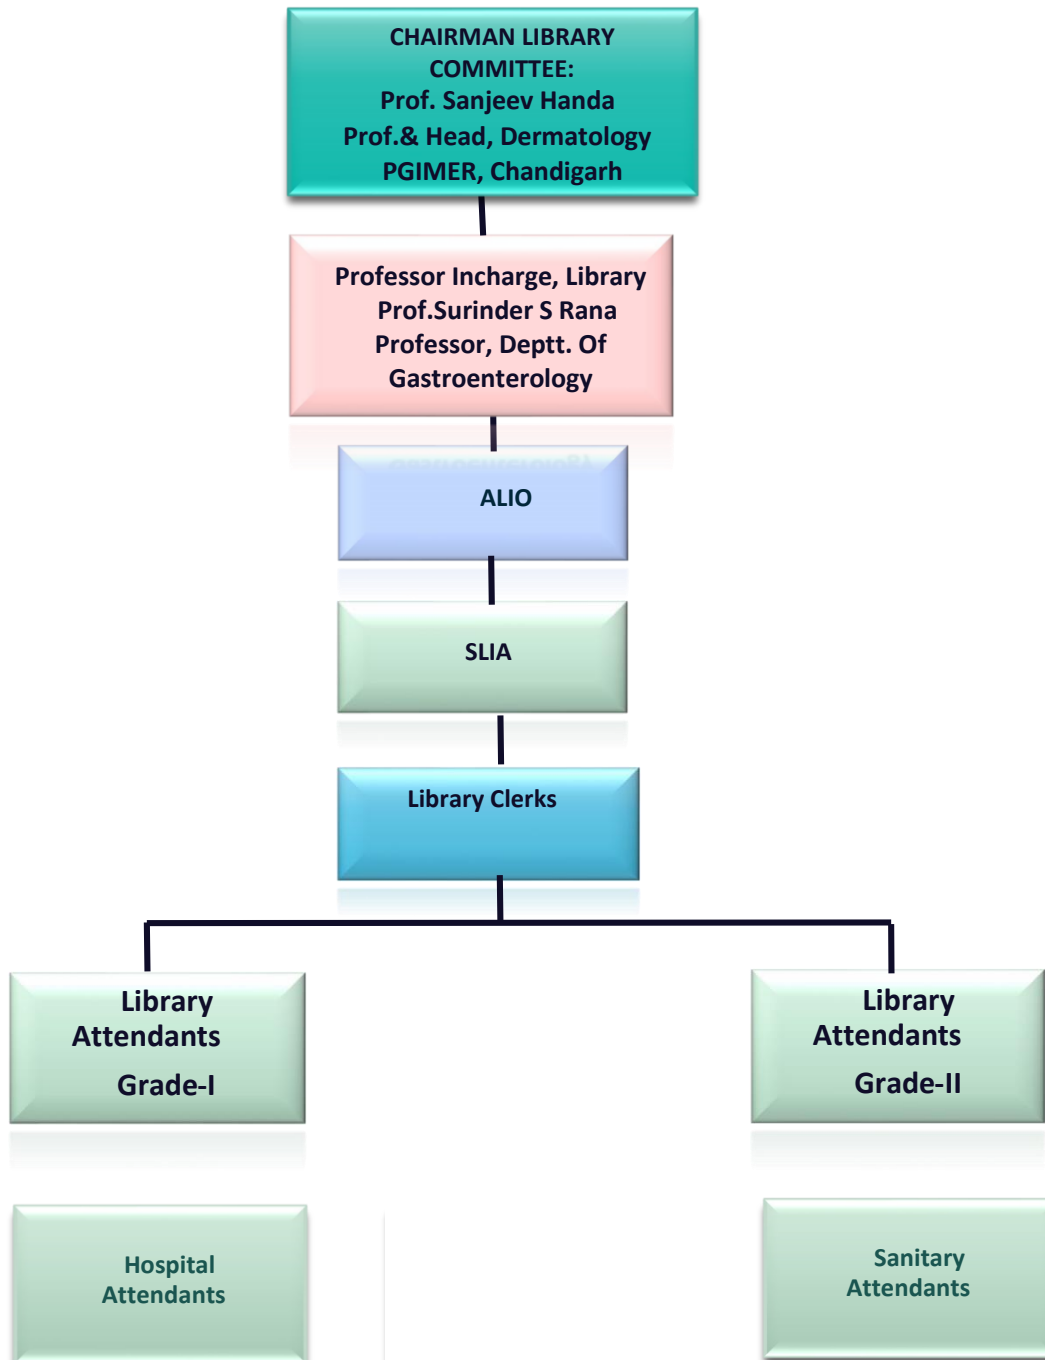 CHAIRMAN LIBRARY
COMMITTEE:
Prof. Sanjeev Handa
Prof.& Head, Dermatology
PGIMER, Chandigarh
Professor Incharge, Library
Prof.Surinder S Rana
Professor, Deptt. Of
Gastroenterology
ALIO
SLIA
Library Clerks
Library
Attendants
Grade-I
Library
Attendants
Grade-II
Hospital
Attendants
Sanitary
Attendants